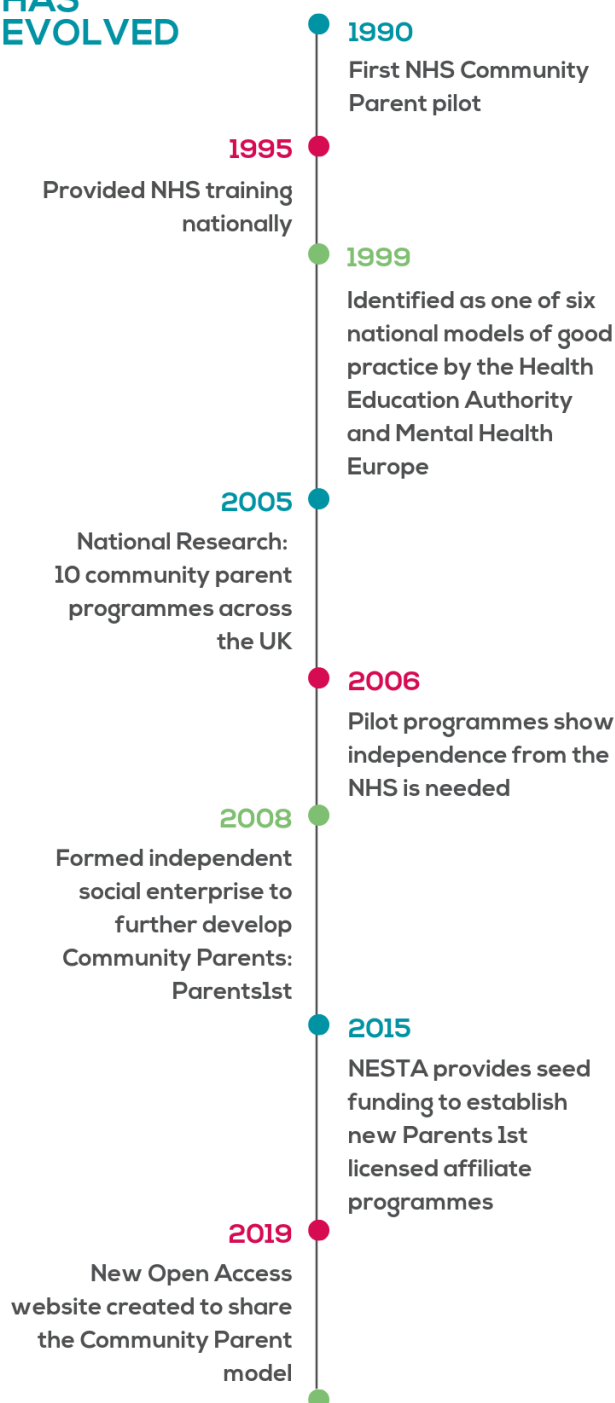 HAS
EVOLVED
1990
First NHS Community
Parent pilot
1995
Provided NHS training
nationally
1999
Identified as one of six
national models of good
practice by the Health
Education Authority
and Mental Health
Europe
2005
National Research:
10 community parent
programmes across
the UK
2006
Pilot programmes show
independence from the
NHS is needed
2008
Formed independent
social enterprise to
further develop
Community Parents:
Parents1st
2015
NESTA provides seed
funding to establish
new Parents 1st
licensed affiliate
programmes
2019
New Open Access
website created to share
the Community Parent
model